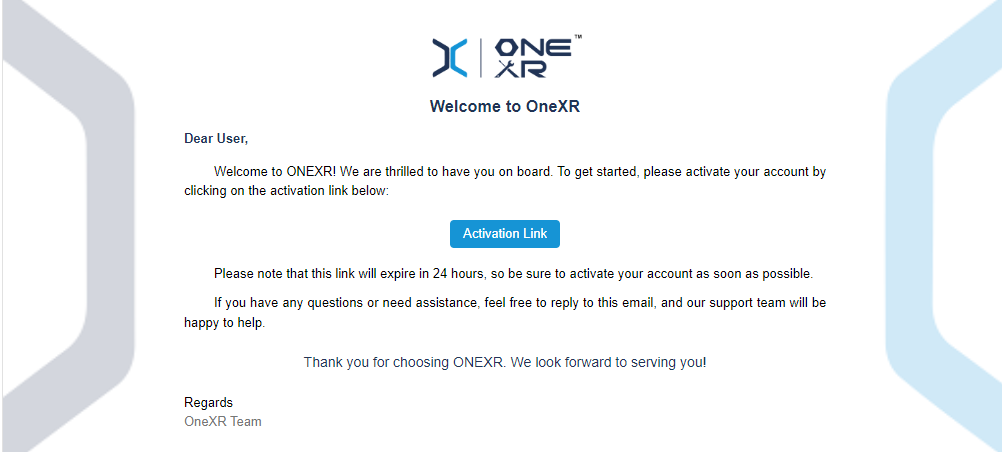 ONE™
XR
Welcome to OneXR
Dear User,
Welcome to ONEXR! We are thrilled to have you on board. To get started, please activate your account by
clicking on the activation link below:
Activation Link
Please note that this link will expire in 24 hours, so be sure to activate your account as soon as possible.
If you have any questions or need assistance, feel free to reply to this email, and our support team will be
happy to help.
Thank you for choosing ONEXR. We look forward to serving you!
Regards
OneXR Team